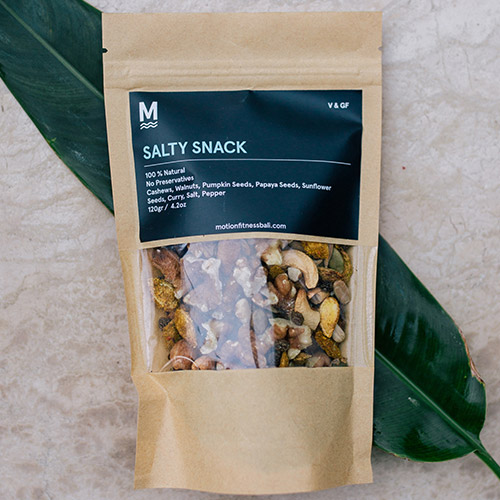 M
V & GF
SALTY SNACK
100 % Natural
No Preservatives
Cashews, Walnuts, Pumpkin Seeds, Papaya Seeds, Sunflower
Seeds, Curry, Salt, Pepper
120gr / 4.2oz
motionfitnessbali.com